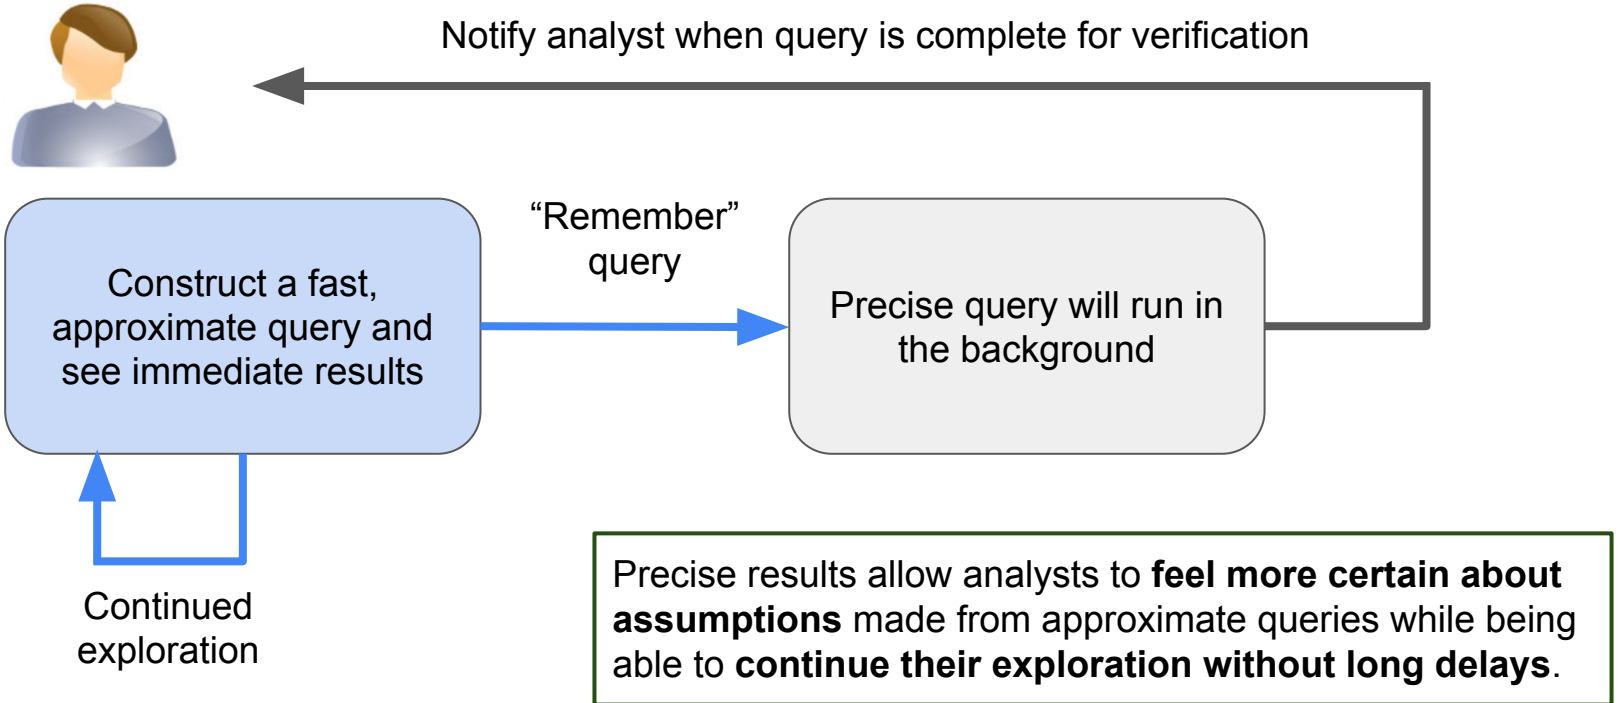 Notify analyst when query is complete for verification
Construct a fast,
approximate query and
see immediate results
“Remember”
query
Precise query will run in
the background
Continued
exploration
Precise results allow analysts to feel more certain about
assumptions made from approximate queries while being
able to continue their exploration without long delays.